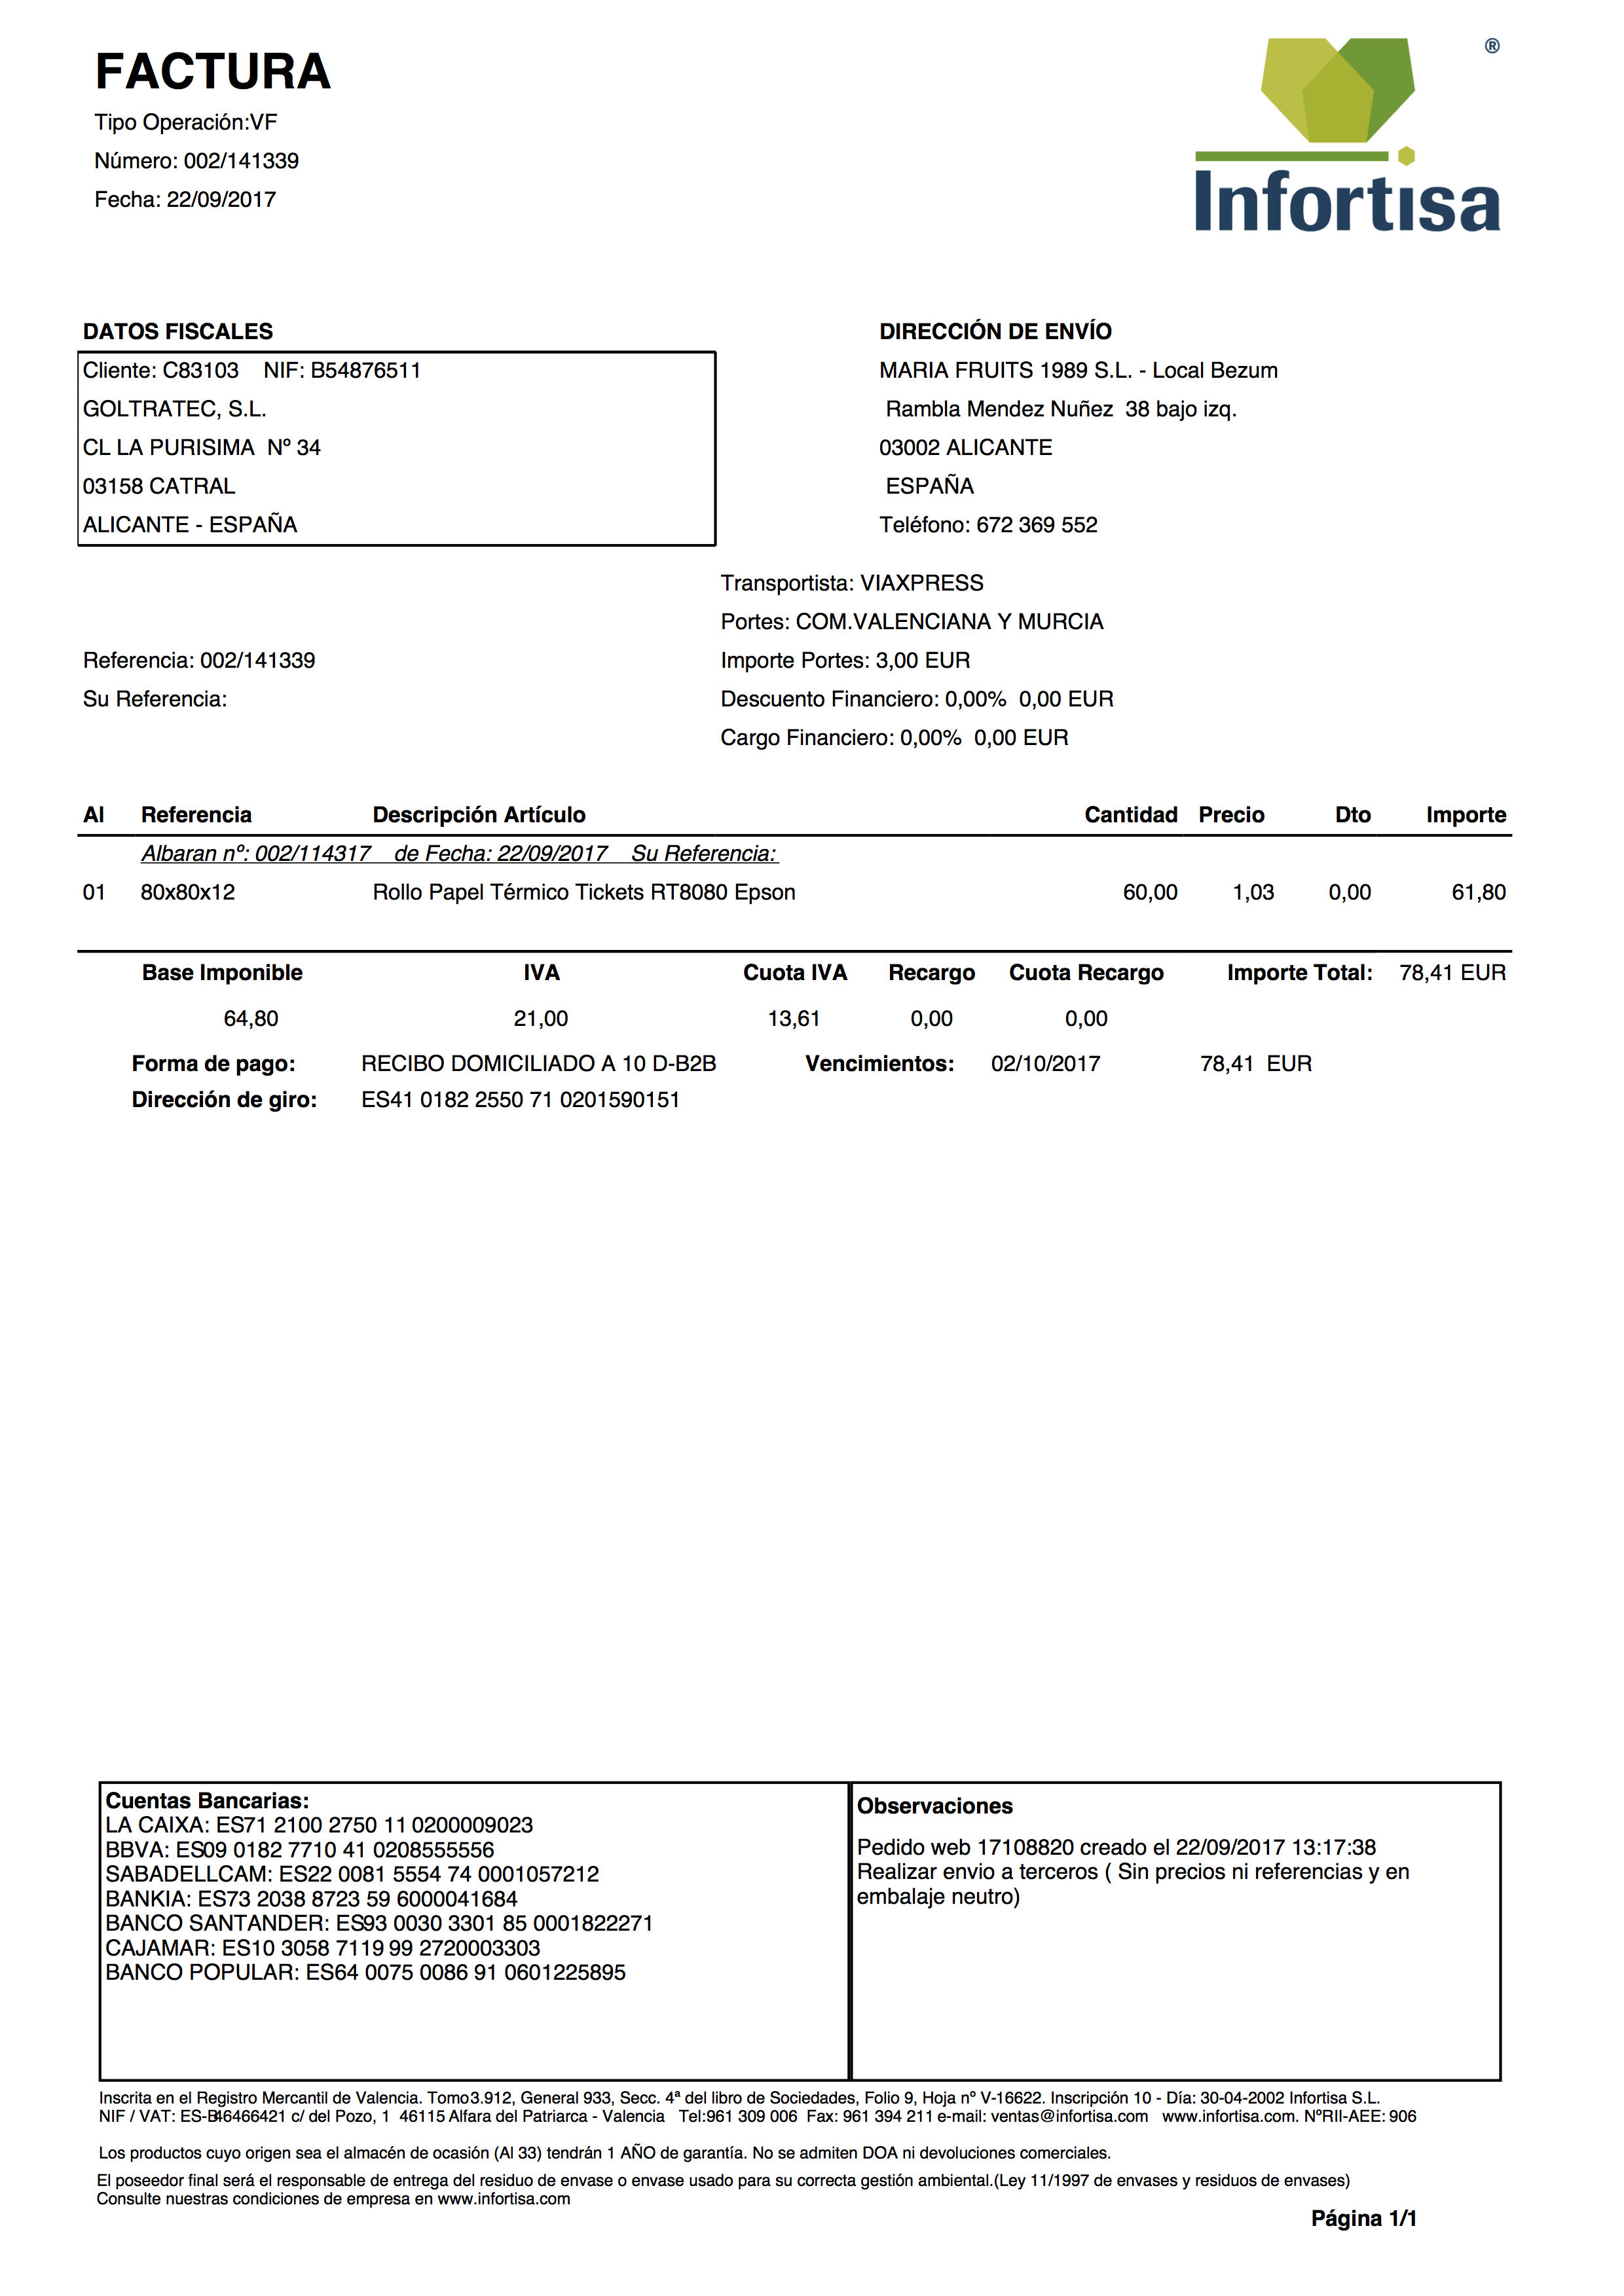 FACTURA
Tipo Operación:VF
Número: 002/141339
Fecha: 22/09/2017
®
Infortisa
DATOS FISCALES
Cliente: C83103 NIF: B54876511
GOLTRATEC, S.L.
CL LA PURISIMA Nº 34
03158 CATRAL
ALICANTE - ESPAÑA
DIRECCIÓN DE ENVÍO
MARIA FRUITS 1989 S.L. - Local Bezum
Rambla Mendez Nuñez 38 bajo izq.
03002 ALICANTE
ESPAÑA
Teléfono: 672 369 552
Transportista: VIAXPRESS
Portes: COM.VALENCIANA Y MURCIA
Referencia: 002/141339 Importe Portes: 3,00 EUR
Su Referencia: Descuento Financiero: 0,00% 0,00 EUR
Cargo Financiero: 0,00% 0,00 EUR
Al Referencia Descripción Artículo Cantidad Precio Dto Importe
Albaran nº: 002/114317 de Fecha: 22/09/2017 Su Referencia:
01 80x80x12 Rollo Papel Térmico Tickets RT8080 Epson 60,00 1,03 0,00 61,80
Base Imponible IVA Cuota IVA Recargo Cuota Recargo Importe Total: 78,41 EUR
64,80 21,00 13,61 0,00 0,00
Forma de pago: RECIBO DOMICILIADO A 10 D-B2B Vencimientos: 02/10/2017 78,41 EUR
Dirección de giro: ES41 0182 2550 71 0201590151
Cuentas Bancarias:
LA CAIXA: ES71 2100 2750 11 0200009023
BBVA: ES09 0182 7710 41 0208555556
SABADELLCAM: ES22 0081 5554 74 0001057212
BANKIA: ES73 2038 8723 59 6000041684
BANCO SANTANDER: ES93 0030 3301 85 0001822271
CAJAMAR: ES10 3058 7119 99 2720003303
BANCO POPULAR: ES64 0075 0086 91 0601225895
Observaciones
Pedido web 17108820 creado el 22/09/2017 13:17:38
Realizar envio a terceros ( Sin precios ni referencias y en
embalaje neutro)
Inscrita en el Registro Mercantil de Valencia. Tomo3.912, General 933, Secc. 4ª del libro de Sociedades, Folio 9, Hoja nº V-16622. Inscripción 10 - Día: 30-04-2002 Infortisa S.L.
NIF / VAT: ES-B46466421 c/ del Pozo, 1 46115 Alfara del Patriarca - Valencia Tel:961 309 006 Fax: 961 394 211 e-mail: ventas@infortisa.com www.infortisa.com. NºRII-AEE: 906
Los productos cuyo origen sea el almacén de ocasión (Al 33) tendrán 1 AÑO de garantía. No se admiten DOA ni devoluciones comerciales.
El poseedor final será el responsable de entrega del residuo de envase o envase usado para su correcta gestión ambiental.(Ley 11/1997 de envases y residuos de envases)
Consulte nuestras condiciones de empresa en www.infortisa.com
Página 1/1